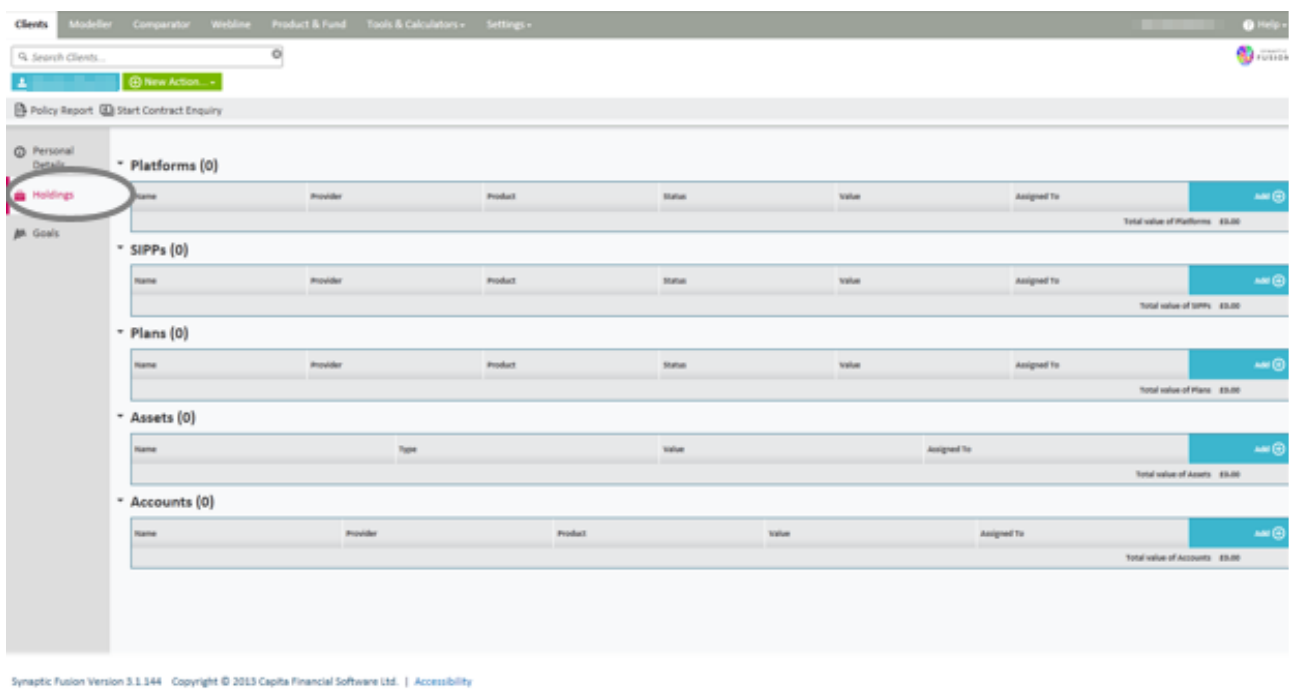 Clients Modeller Comparator Webline Product & Fund Tools & Calculators Settings Help
Search Clients...
SYNAPTIC
FUSION
New Action...
Policy Report Start Contract Enquiry
Personal
Details
Platforms (0)
Holdings
Name Provider Product Status Value Assigned To Add
Total value of Platforms £0.00
Goals
SIPPs (0)
Name Provider Product Status Value Assigned To Add
Total value of SIPPs £0.00
Plans (0)
Name Provider Product Status Value Assigned To Add
Total value of Plans £0.00
Assets (0)
Name Type Value Assigned To Add
Total value of Assets £0.00
Accounts (0)
Name Provider Product Value Assigned To Add
Total value of Accounts £0.00
Synaptic Fusion Version 3.1.144 Copyright © 2013 Capita Financial Software Ltd. | Accessibility